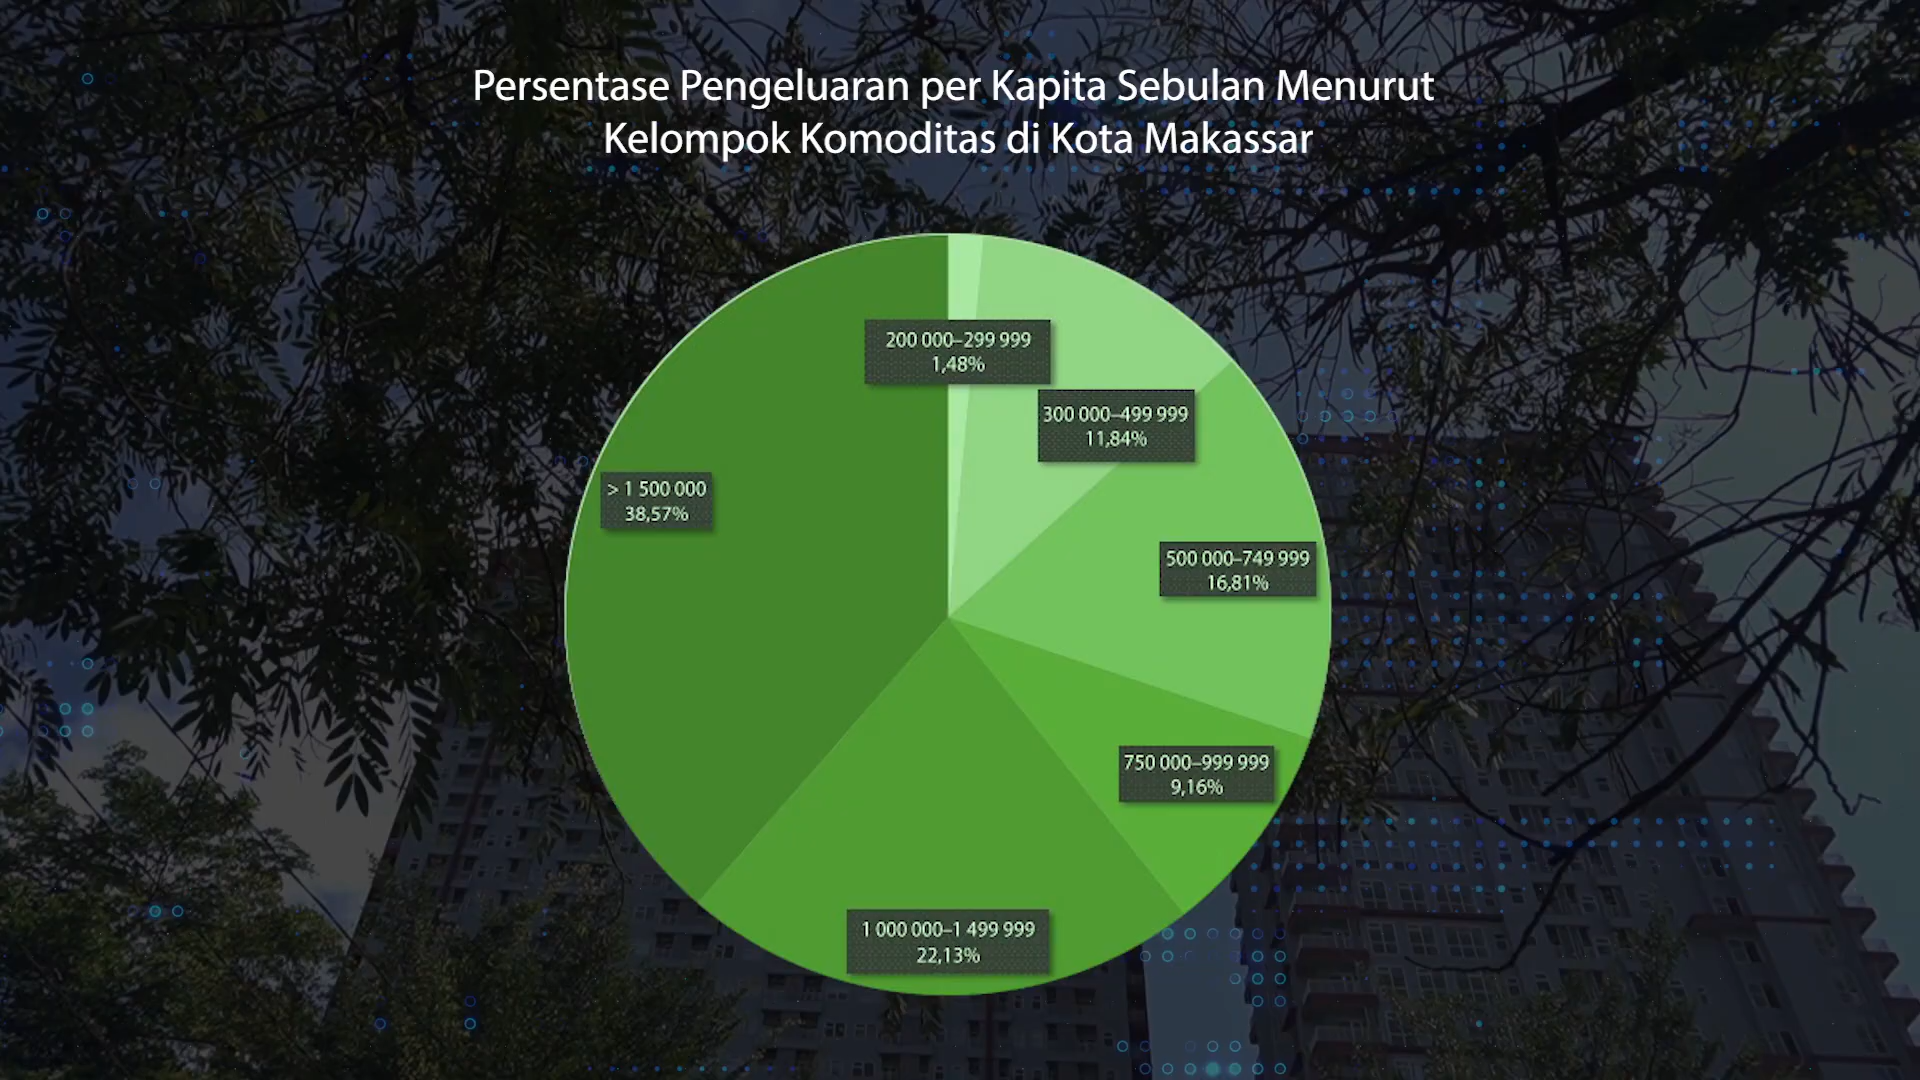 Persentase Pengeluaran per Kapita Sebulan Menurut
Kelompok Komoditas di Kota Makassar
200 000–299 999
1,48%
300 000–499 999
11,84%
> 1 500 000
38,57%
500 000–749 999
16,81%
750 000–999 999
9,16%
1 000 000–1 499 999
22,13%